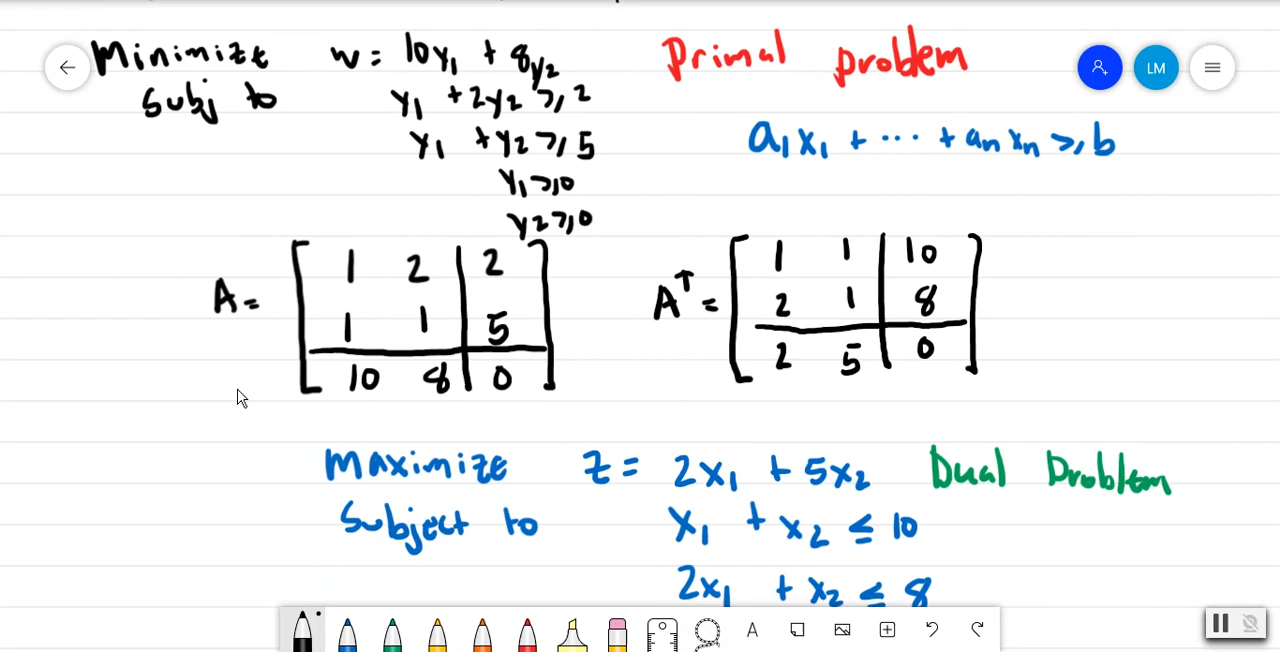 Minimize w = 10y₁ + 8y₂ Primal Problem
Subj to y₁ + 2y₂ ≥ 2
a₁x₁ + ··· + aₙxₙ ≥ b
y₁ + y₂ ≥ 5
y₁ ≥ 0
y₂ ≥ 0
A = [ 1 2 | 2
1 1 | 5
10 8 | 0 ]
Aᵀ = [ 1 1 | 10
2 1 | 8
2 5 | 0 ]
Maximize z = 2x₁ + 5x₂ Dual Problem
Subject to x₁ + x₂ ≤ 10
2x₁ + x₂ ≤ 8
LM
A